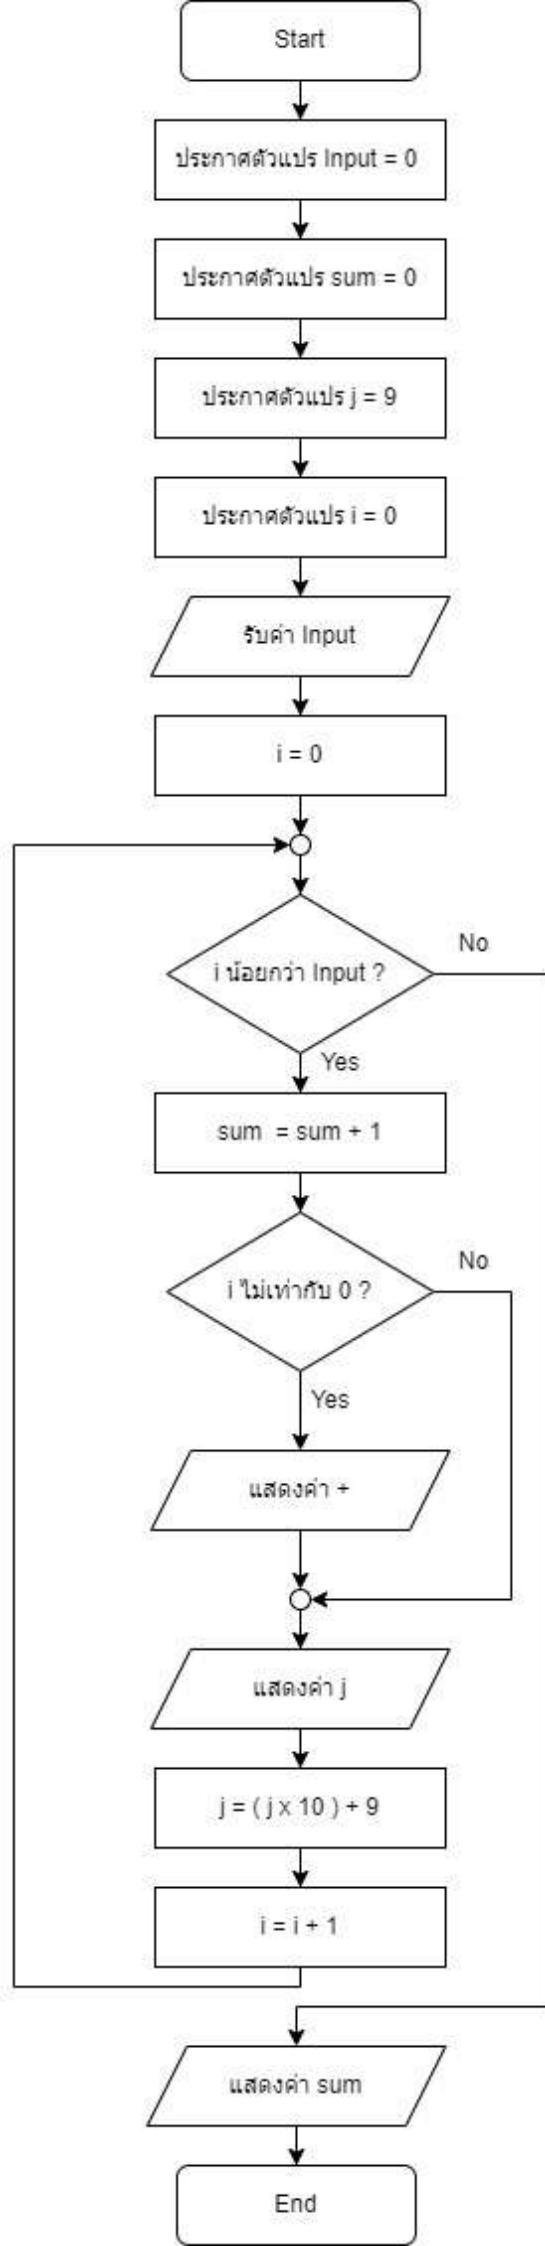 Start
ประกาศตัวแปร Input = 0
ประกาศตัวแปร sum = 0
ประกาศตัวแปร j = 9
ประกาศตัวแปร i = 0
รับค่า Input
i = 0
i น้อยกว่า Input ?
No
Yes
sum = sum + 1
i ไม่เท่ากับ 0 ?
No
Yes
แสดงค่า +
แสดงค่า j
j = ( j x 10 ) + 9
i = i + 1
แสดงค่า sum
End